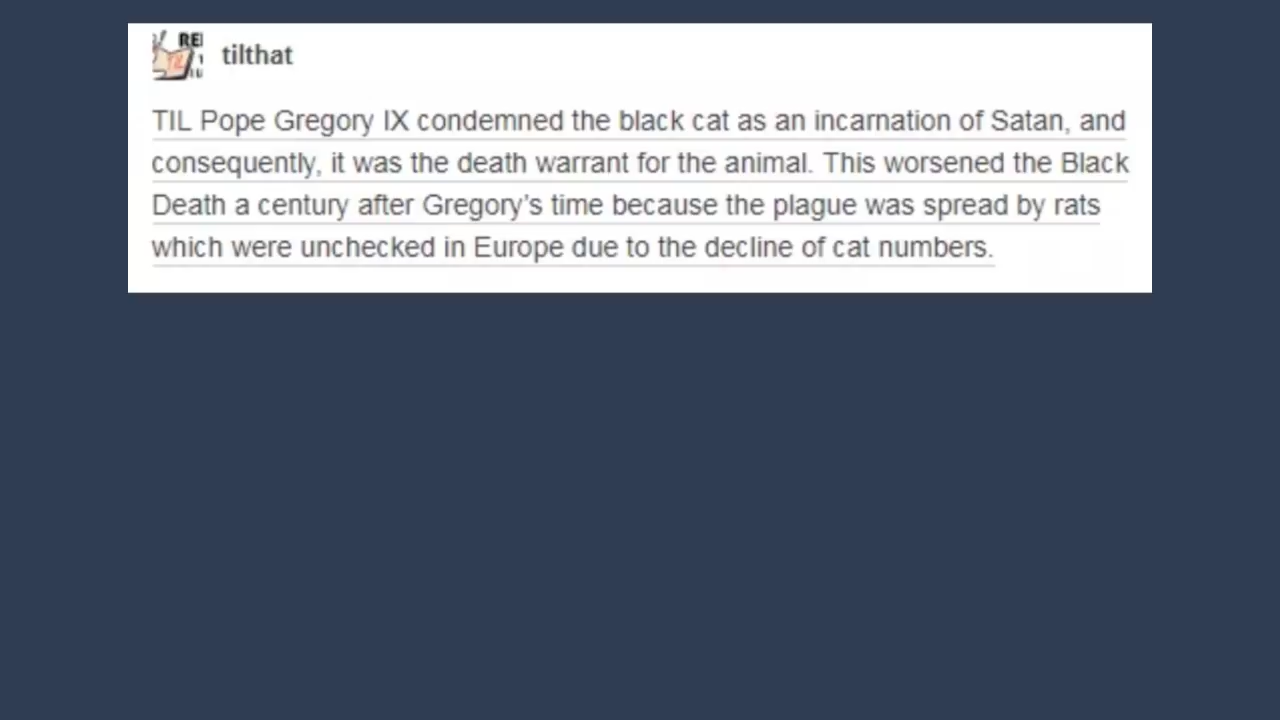 tilthat
TIL Pope Gregory IX condemned the black cat as an incarnation of Satan, and
consequently, it was the death warrant for the animal. This worsened the Black
Death a century after Gregory’s time because the plague was spread by rats
which were unchecked in Europe due to the decline of cat numbers.